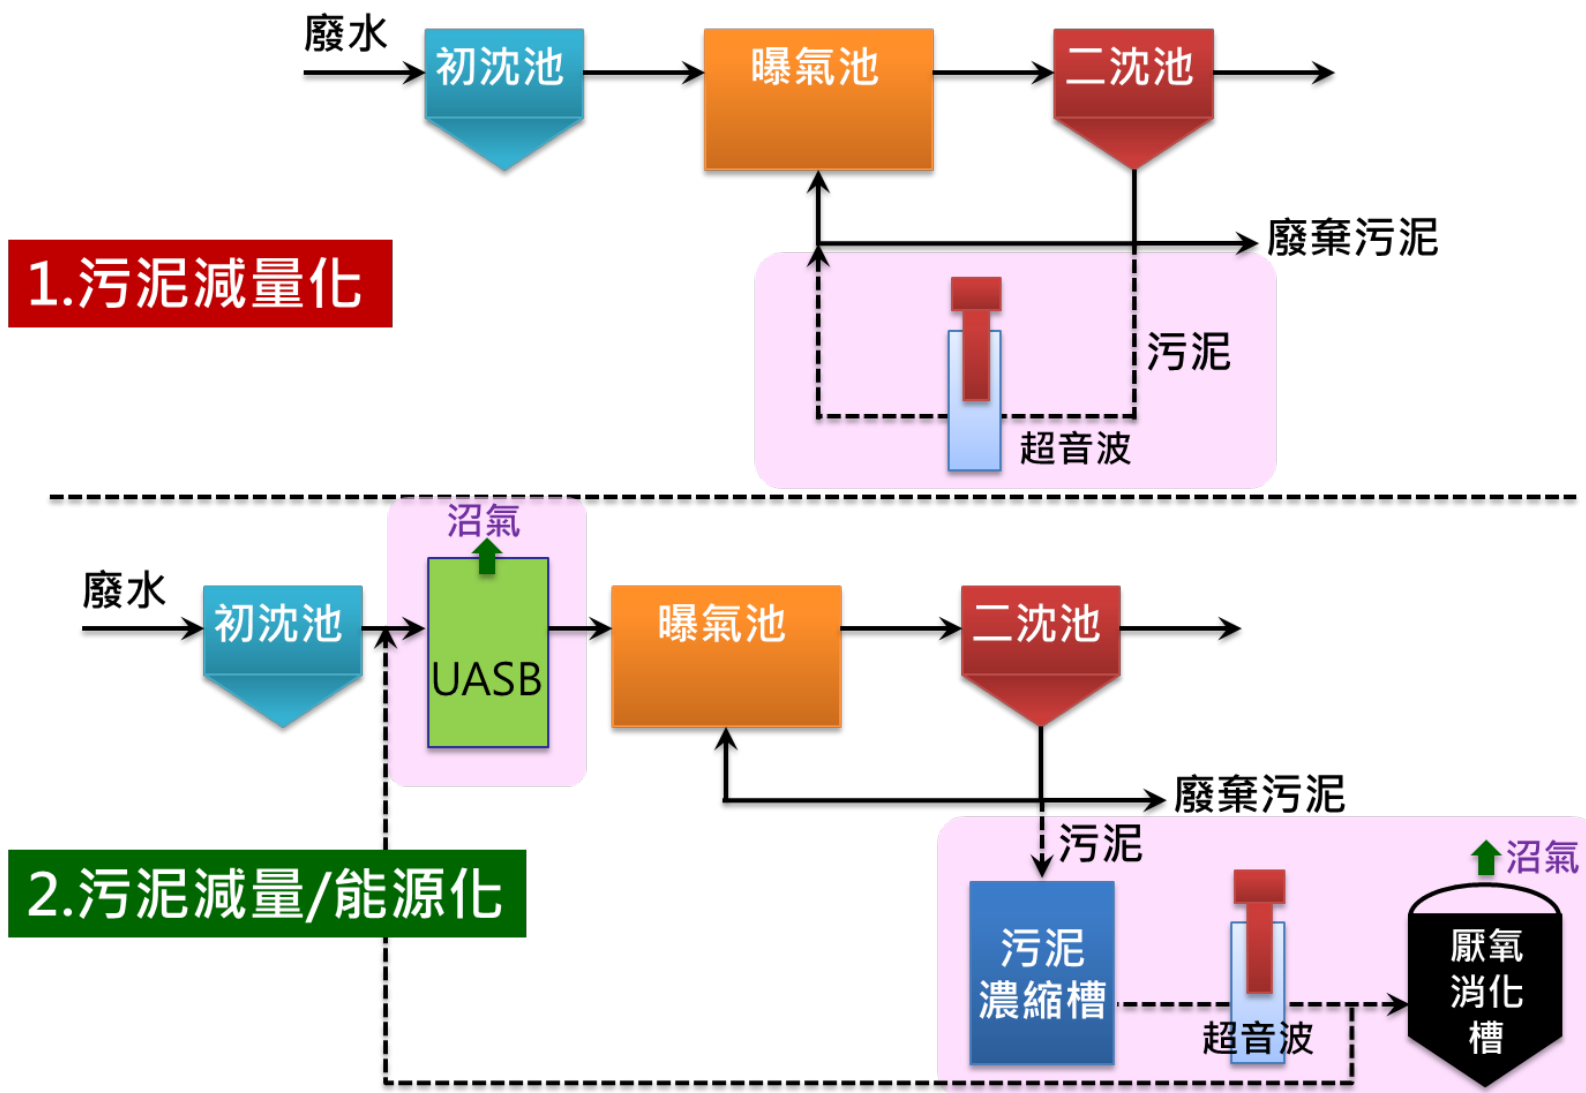 廢水
初沈池
曝氣池
二沈池
廢棄污泥
1.污泥減量化
污泥
超音波
沼氣
廢水
初沈池
UASB
曝氣池
二沈池
廢棄污泥
污泥
2.污泥減量/能源化
沼氣
污泥
濃縮槽
超音波
厭氧
消化
槽